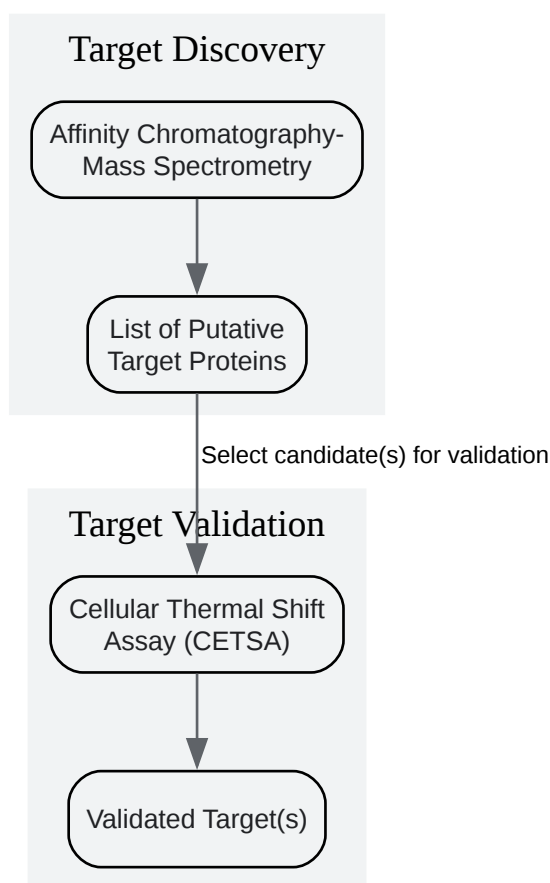 Target Discovery
Affinity Chromatography-
Mass Spectrometry
List of Putative
Target Proteins
Select candidate(s) for validation
Target Validation
Cellular Thermal Shift
Assay (CETSA)
Validated Target(s)